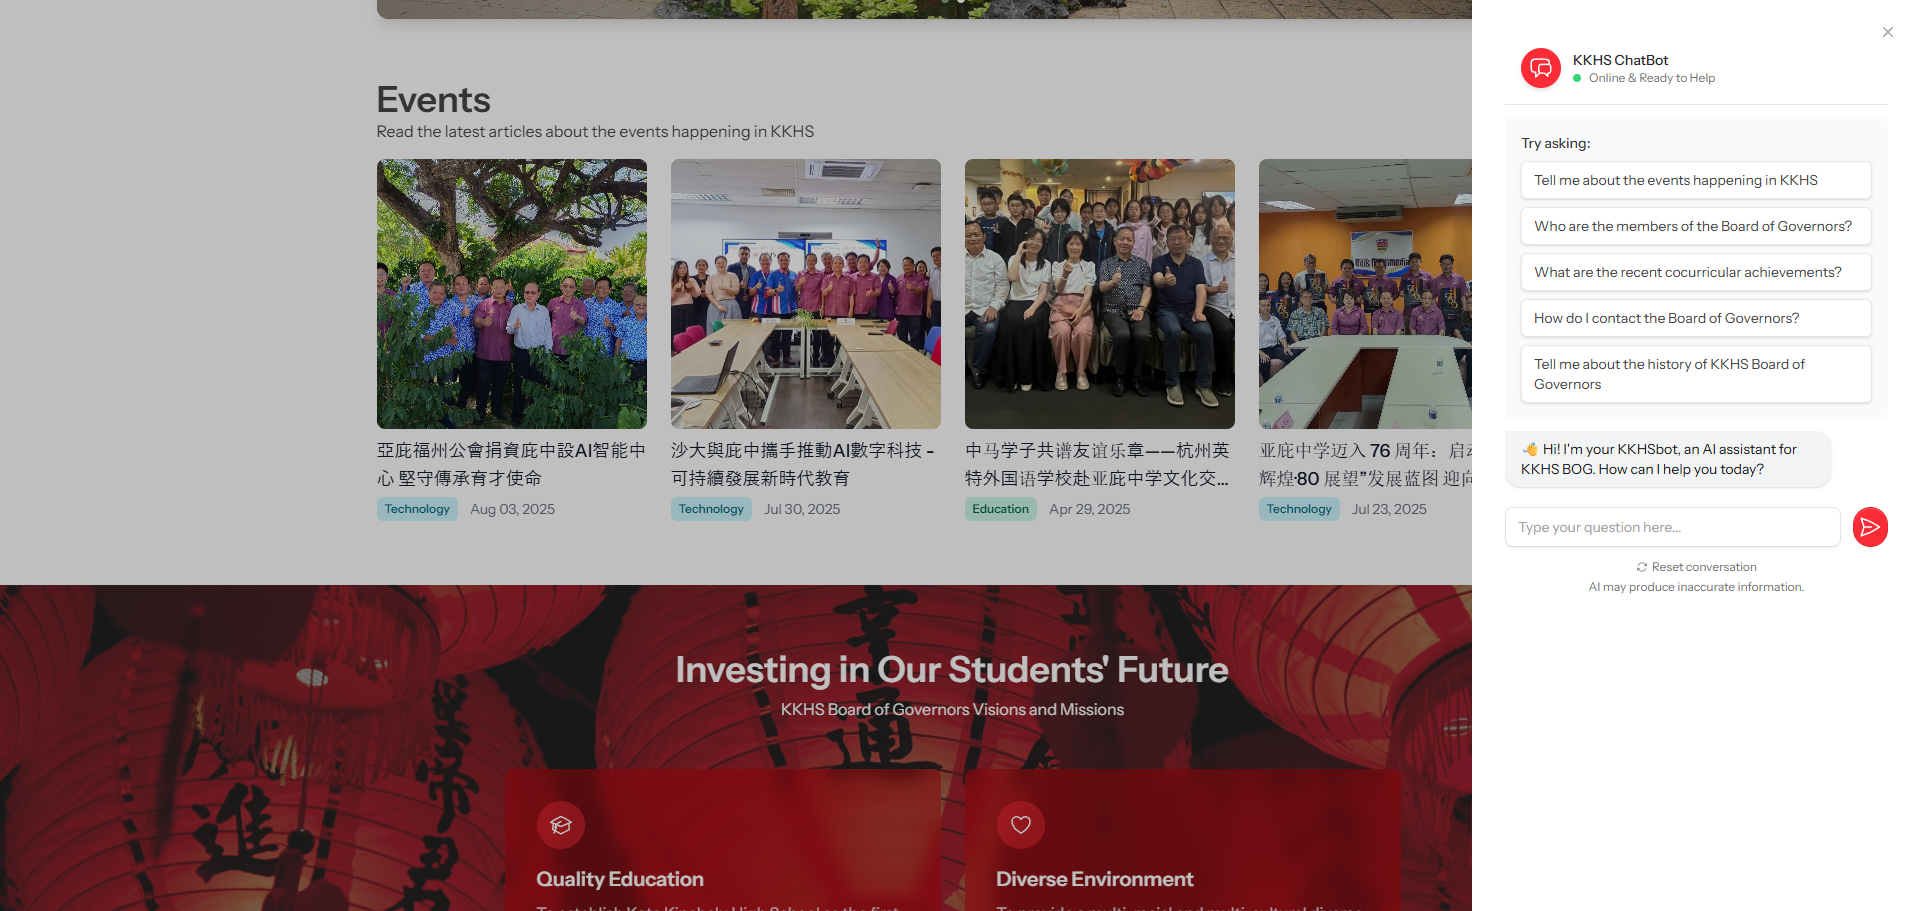 Events
Read the latest articles about the events happening in KKHS
亞庇福州公會捐資庇中設AI智能中
心 堅守傳承育才使命
Technology Aug 03, 2025
沙大與庇中攜手推動AI數字科技 -
可持續發展新時代教育
Technology Jul 30, 2025
中马学子共谱友谊乐章——杭州英
特外国语学校赴亚庇中学文化交...
Education Apr 29, 2025
亚庇中学迈入 76 周年：启动
辉煌·80 展望”发展蓝图 迎向
Technology Jul 23, 2025
Investing in Our Students' Future
KKHS Board of Governors Visions and Missions
Quality Education
Diverse Environment
KKHS ChatBot
Online & Ready to Help
Try asking:
Tell me about the events happening in KKHS
Who are the members of the Board of Governors?
What are the recent cocurricular achievements?
How do I contact the Board of Governors?
Tell me about the history of KKHS Board of
Governors
👋 Hi! I'm your KKHSbot, an AI assistant for
KKHS BOG. How can I help you today?
Type your question here...
Reset conversation
AI may produce inaccurate information.